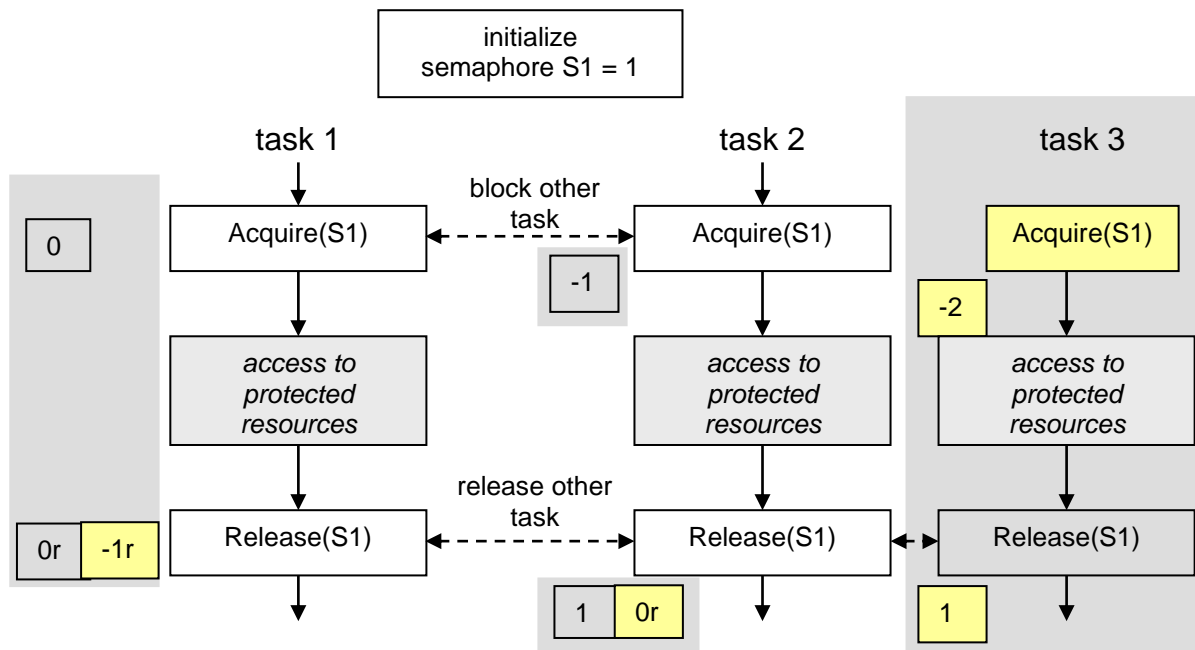 initialize
semaphore S1 = 1
task 1
task 2
task 3
block other
task
0
Acquire(S1)
Acquire(S1)
Acquire(S1)
-1
-2
access to
protected
resources
access to
protected
resources
access to
protected
resources
release other
task
0r
-1r
Release(S1)
Release(S1)
Release(S1)
1
0r
1